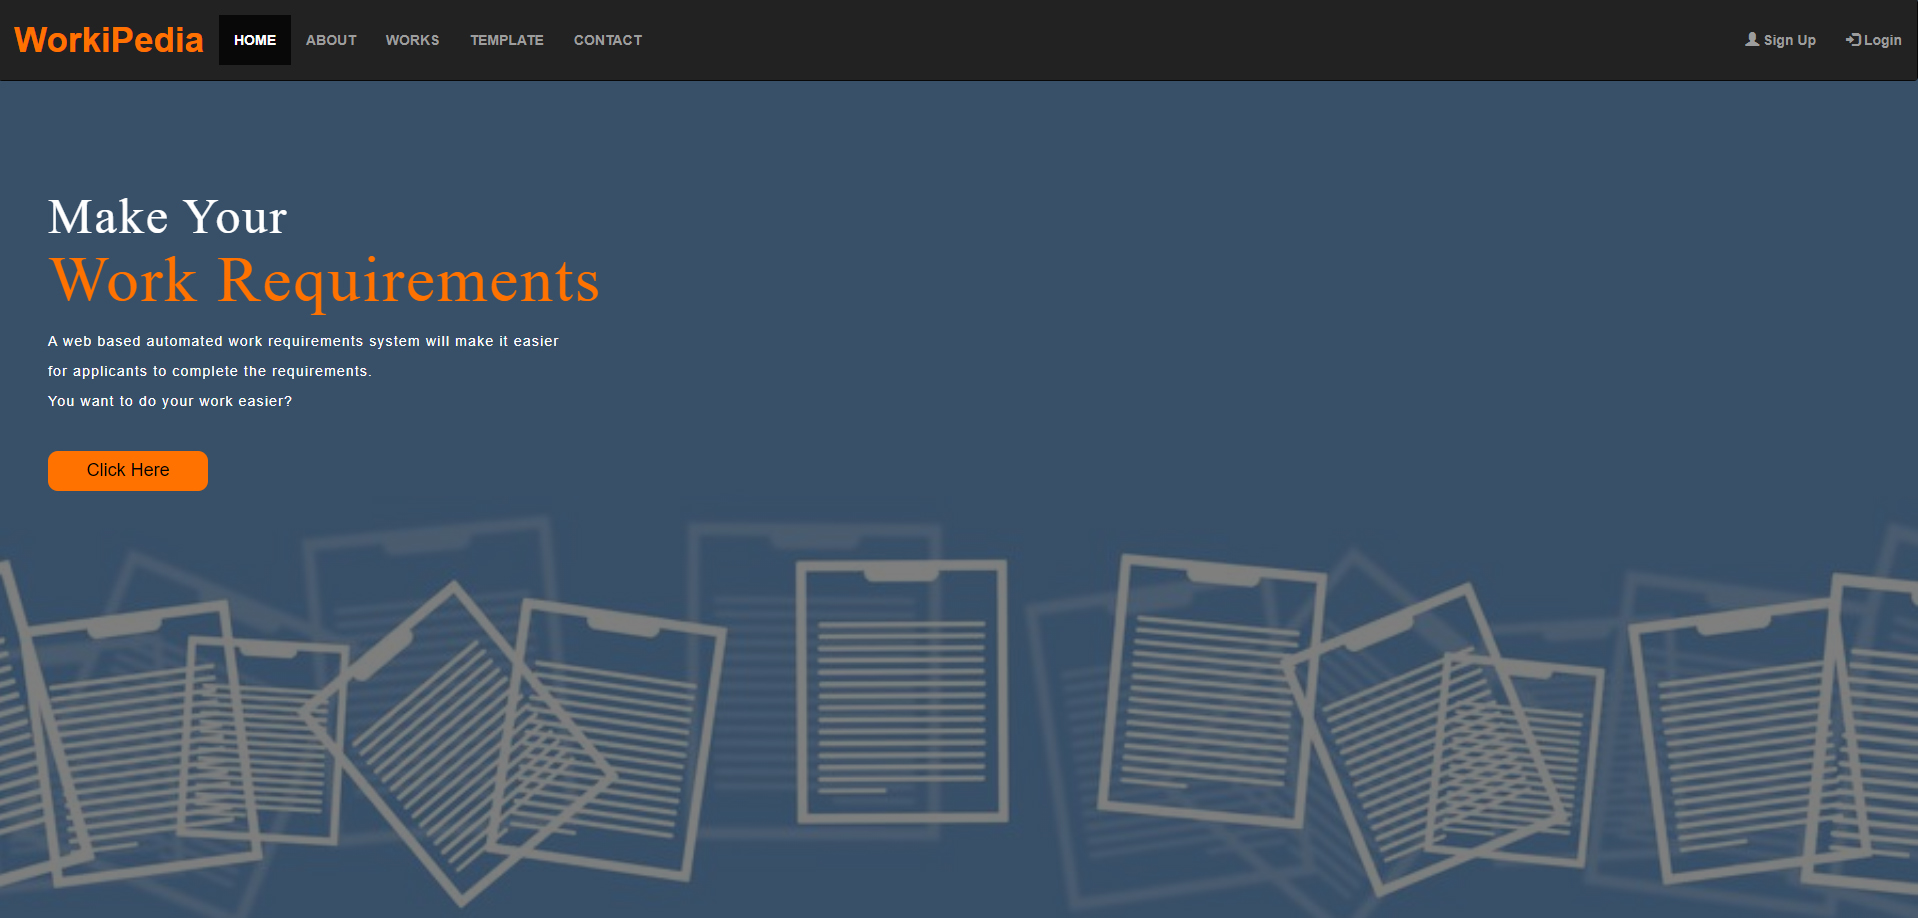 WorkiPedia HOME ABOUT WORKS TEMPLATE CONTACT Sign Up Login
Make Your
Work Requirements
A web based automated work requirements system will make it easier
for applicants to complete the requirements.
You want to do your work easier?
Click Here